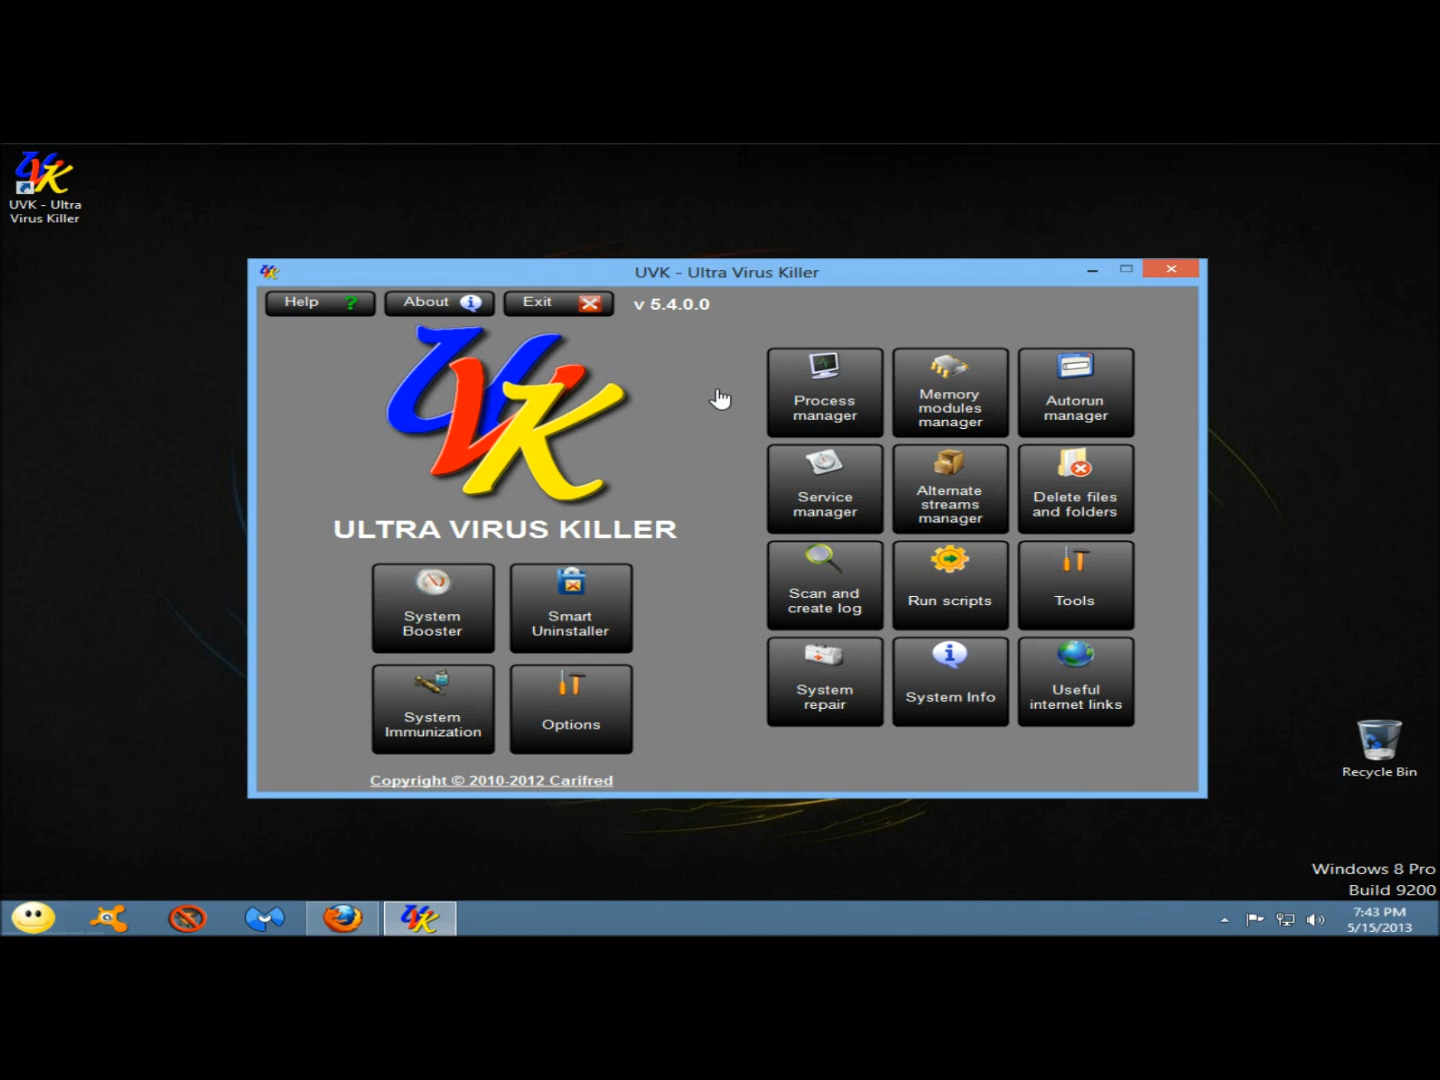 UVK - Ultra
Virus Killer
UVK - Ultra Virus Killer
Help ?
About
Exit
v 5.4.0.0
UVK
ULTRA VIRUS KILLER
Process
manager
Memory
modules
manager
Autorun
manager
Service
manager
Alternate
streams
manager
Delete files
and folders
Scan and
create log
Run scripts
Tools
System
repair
System Info
Useful
internet links
System
Booster
Smart
Uninstaller
System
Immunization
Options
Copyright © 2010-2012 Carifred
Recycle Bin
Windows 8 Pro
Build 9200
7:43 PM
5/15/2013